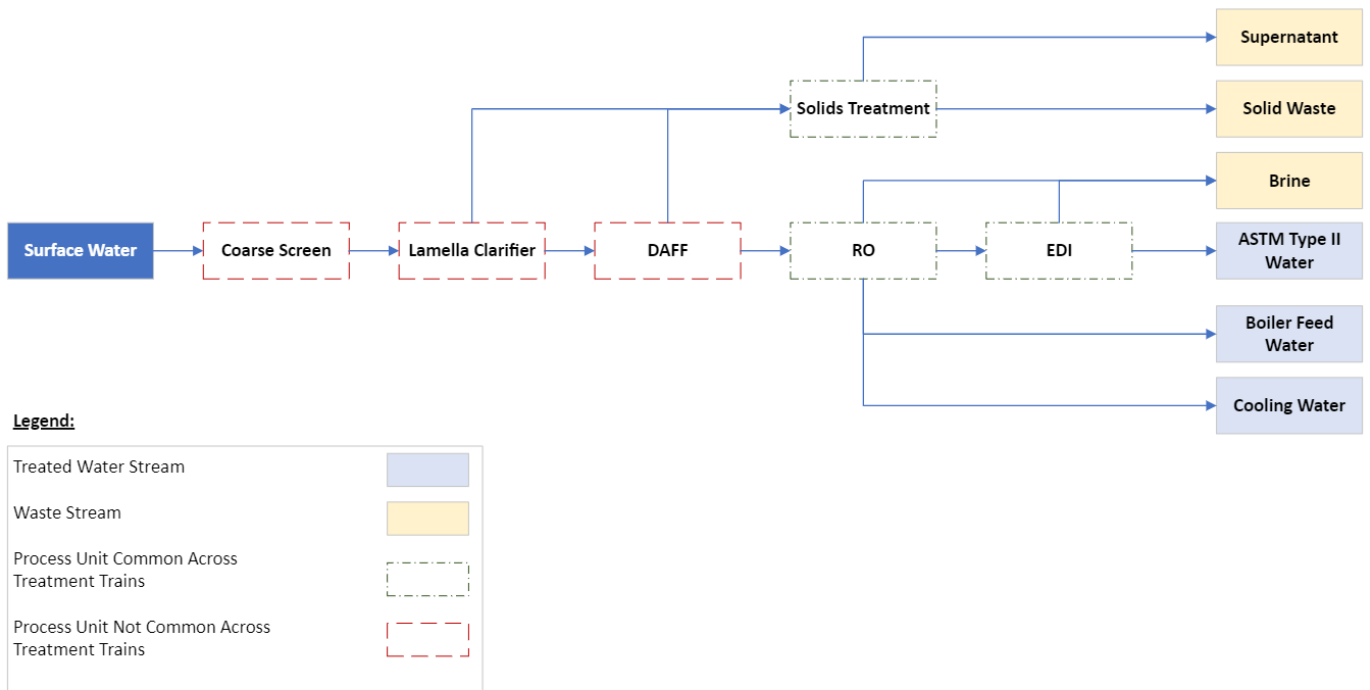 Supernatant
Solids Treatment
Solid Waste
Brine
Surface Water
Coarse Screen
Lamella Clarifier
DAFF
RO
EDI
ASTM Type II
Water
Boiler Feed
Water
Cooling Water
Legend:
Treated Water Stream
Waste Stream
Process Unit Common Across
Treatment Trains
Process Unit Not Common Across
Treatment Trains